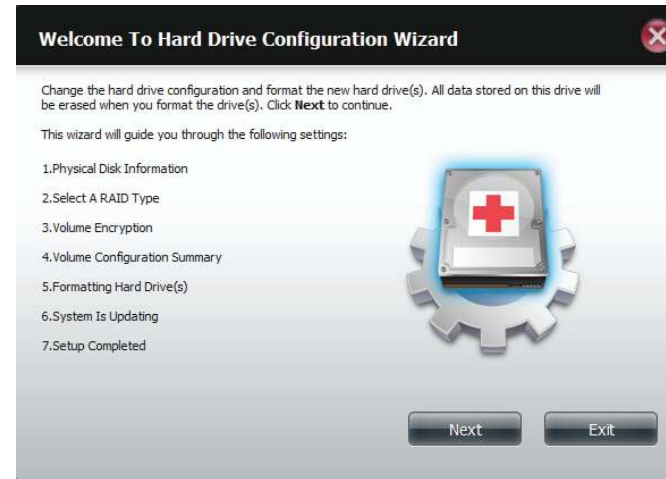 Welcome To Hard Drive Configuration Wizard
Change the hard drive configuration and format the new hard drive(s). All data stored on this drive will
be erased when you format the drive(s). Click Next to continue.
This wizard will guide you through the following settings:
1.Physical Disk Information
2.Select A RAID Type
3.Volume Encryption
4.Volume Configuration Summary
5.Formatting Hard Drive(s)
6.System Is Updating
7.Setup Completed
Next
Exit